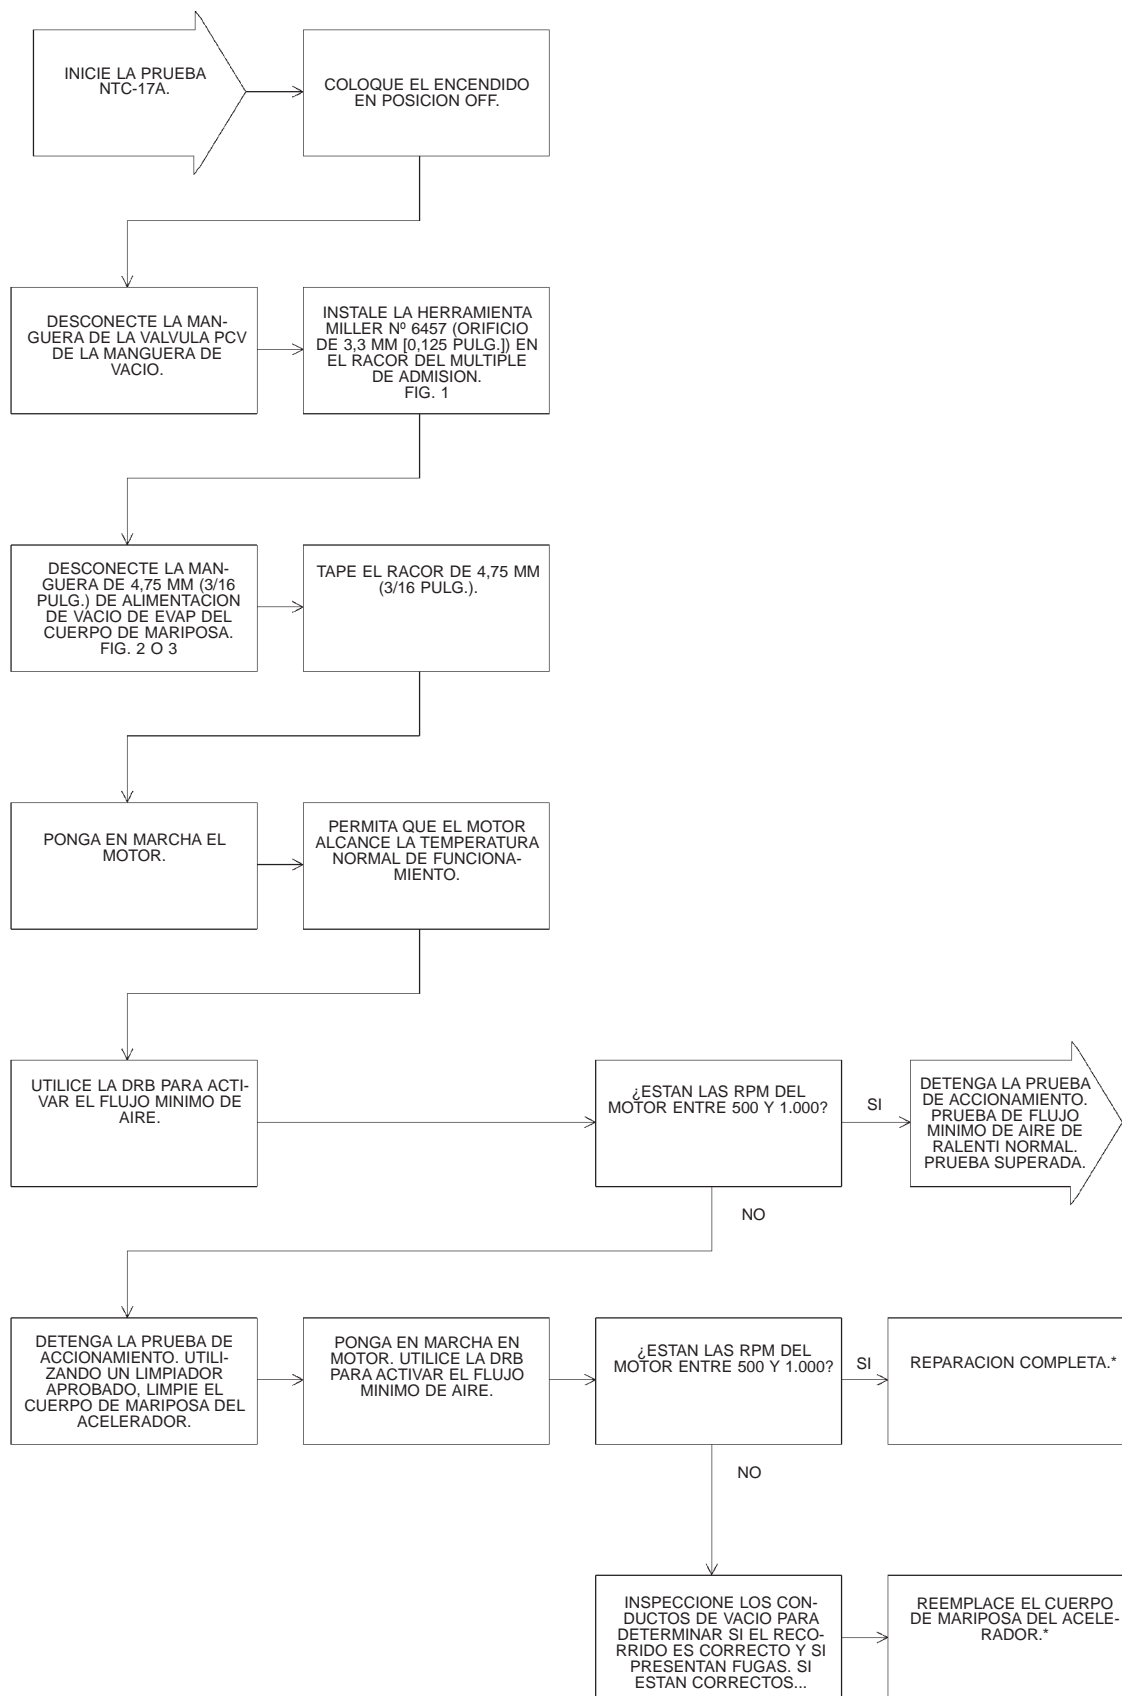 INICIE LA PRUEBA
NTC-17A.
COLOQUE EL ENCENDIDO
EN POSICION OFF.
DESCONECTE LA MAN-
GUERA DE LA VALVULA PCV
DE LA MANGUERA DE
VACIO.
INSTALE LA HERRAMIENTA
MILLER Nº 6457 (ORIFICIO
DE 3,3 MM [0,125 PULG.]) EN
EL RACOR DEL MULTIPLE
DE ADMISION.
FIG. 1
DESCONECTE LA MAN-
GUERA DE 4,75 MM (3/16
PULG.) DE ALIMENTACION
DE VACIO DE EVAP DEL
CUERPO DE MARIPOSA.
FIG. 2 O 3
TAPE EL RACOR DE 4,75 MM
(3/16 PULG.).
PONGA EN MARCHA EL
MOTOR.
PERMITA QUE EL MOTOR
ALCANCE LA TEMPERATURA
NORMAL DE FUNCIONA-
MIENTO.
UTILICE LA DRB PARA ACTI-
VAR EL FLUJO MINIMO DE
AIRE.
¿ESTAN LAS RPM DEL
MOTOR ENTRE 500 Y 1.000?
SI
DETENGA LA PRUEBA
DE ACCIONAMIENTO.
PRUEBA DE FLUJO
MINIMO DE AIRE DE
RALENTI NORMAL.
PRUEBA SUPERADA.
NO
DETENGA LA PRUEBA DE
ACCIONAMIENTO. UTILI-
ZANDO UN LIMPIADOR
APROBADO, LIMPIE EL
CUERPO DE MARIPOSA DEL
ACELERADOR.
PONGA EN MARCHA EN
MOTOR. UTILICE LA DRB
PARA ACTIVAR EL FLUJO
MINIMO DE AIRE.
¿ESTAN LAS RPM DEL
MOTOR ENTRE 500 Y 1.000?
SI
REPARACION COMPLETA.*
NO
INSPECCIONE LOS CON-
DUCTOS DE VACIO PARA
DETERMINAR SI EL RECO-
RRIDO ES CORRECTO Y SI
PRESENTAN FUGAS. SI
ESTAN CORRECTOS...
REEMPLACE EL CUERPO
DE MARIPOSA DEL ACELE-
RADOR.*